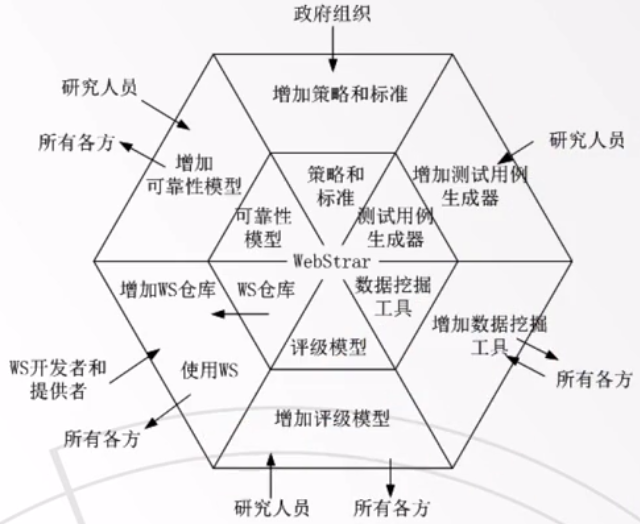 政府组织
增加策略和标准
研究人员
所有各方
增加
可靠性模型
研究人员
增加测试用例
生成器
策略和
标准
可靠性
模型
测试用例
生成器
WebStrar
增加WS仓库
WS仓库
数据挖掘
工具
增加数据挖掘
工具
评级模型
WS开发者和
提供者
使用WS
所有各方
所有各方
增加评级模型
研究人员
所有各方